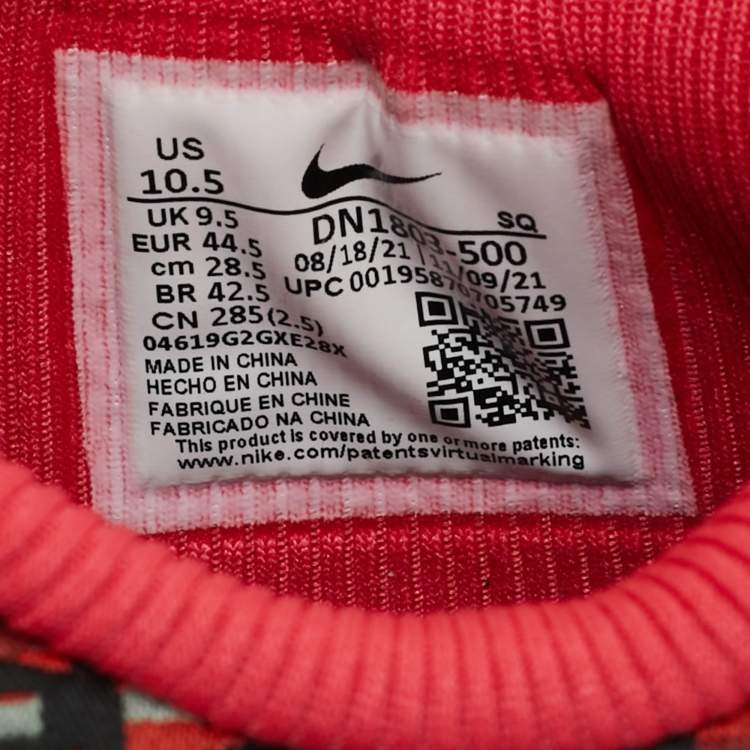 US
10.5
SQ
UK 9.5
DN1803-500
EUR 44.5
08/18/21 | 11/09/21
cm 28.5
UPC 00195870705749
BR 42.5
CN 285(2.5)
04619G2GXE28X
MADE IN CHINA
HECHO EN CHINA
FABRIQUE EN CHINE
FABRICADO NA CHINA
This product is covered by one or more patents:
www.nike.com/patentsvirtualmarking